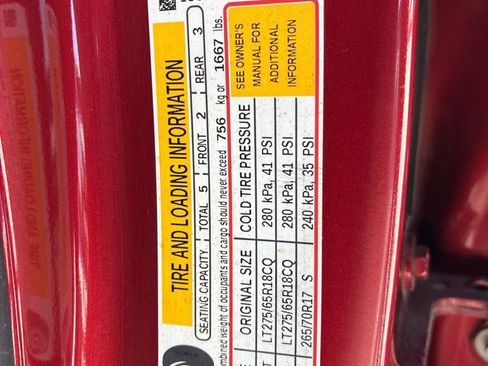 TIRE AND LOADING INFORMATION
SEATING CAPACITY TOTAL 5 FRONT 2 REAR 3
combined weight of occupants and cargo should never exceed 756 kg or 1667 lbs.
ORIGINAL SIZE COLD TIRE PRESSURE
LT275/65R18CQ 280 kPa, 41 PSI
LT275/65R18CQ 280 kPa, 41 PSI
265/70R17 S 240 kPa, 35 PSI
SEE OWNER'S
MANUAL FOR
ADDITIONAL
INFORMATION